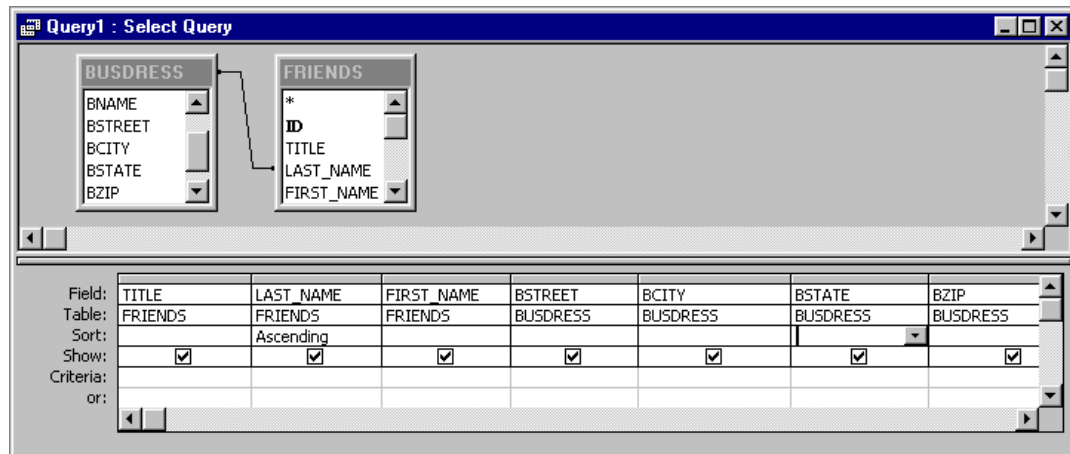 Query1 : Select Query
BUSDRESS FRIENDS
BNAME *
BSTREET ID
BCITY TITLE
BSTATE LAST_NAME
BZIP FIRST_NAME
Field: TITLE LAST_NAME FIRST_NAME BSTREET BCITY BSTATE BZIP
Table: FRIENDS FRIENDS FRIENDS BUSDRESS BUSDRESS BUSDRESS BUSDRESS
Sort: Ascending
Show:
Criteria:
or: